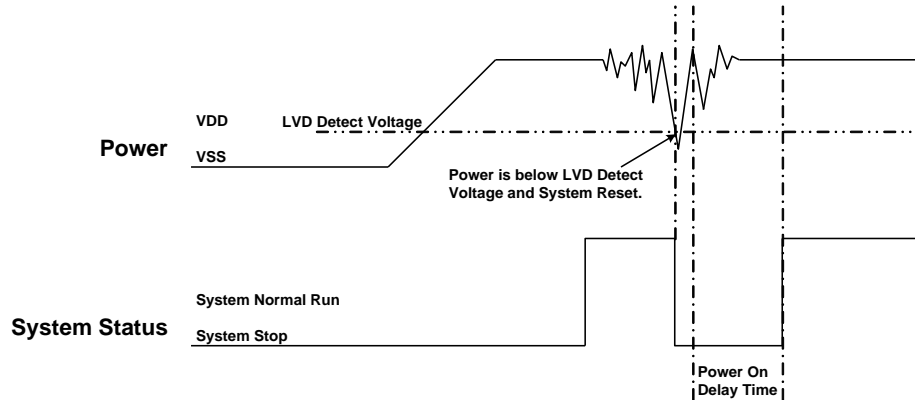 VDD
LVD Detect Voltage
Power
VSS
Power is below LVD Detect
Voltage and System Reset.
System Normal Run
System Status
System Stop
Power On
Delay Time